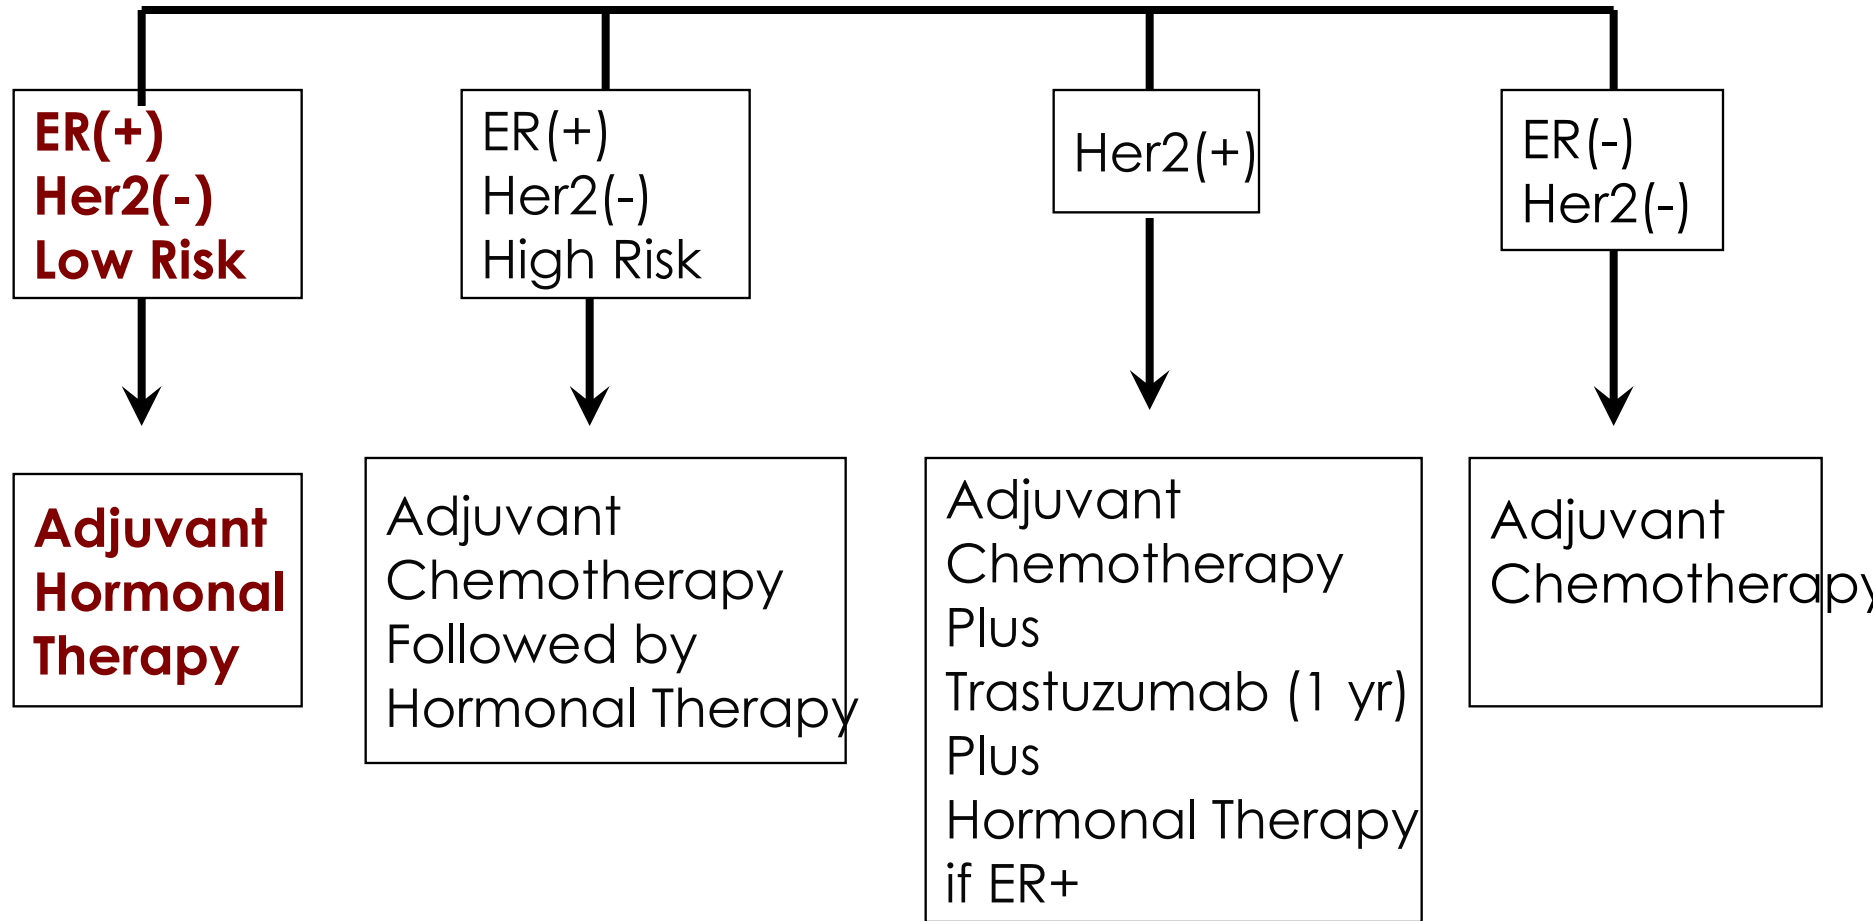 ER(+)
Her2(-)
Low Risk
ER(+)
Her2(-)
High Risk
Her2(+)
ER(-)
Her2(-)
Adjuvant
Hormonal
Therapy
Adjuvant
Chemotherapy
Followed by
Hormonal Therapy
Adjuvant
Chemotherapy
Plus
Trastuzumab (1 yr)
Plus
Hormonal Therapy
if ER+
Adjuvant
Chemotherapy